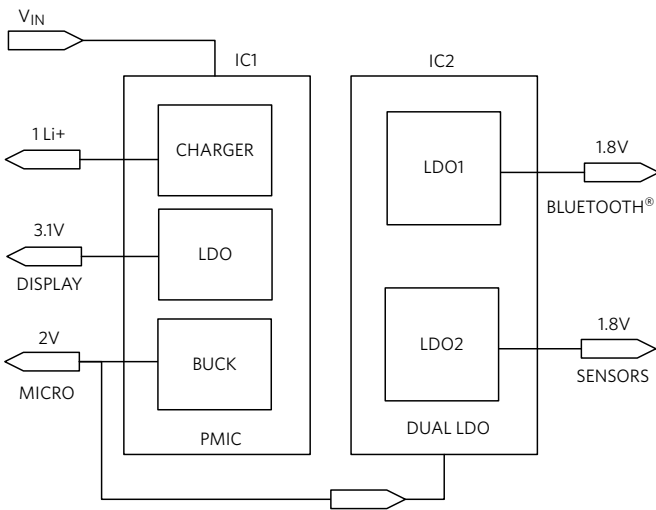 VIN
IC1
IC2
1 Li+
CHARGER
LDO1
1.8V
BLUETOOTH®
3.1V
LDO
DISPLAY
2V
BUCK
MICRO
LDO2
1.8V
SENSORS
PMIC
DUAL LDO